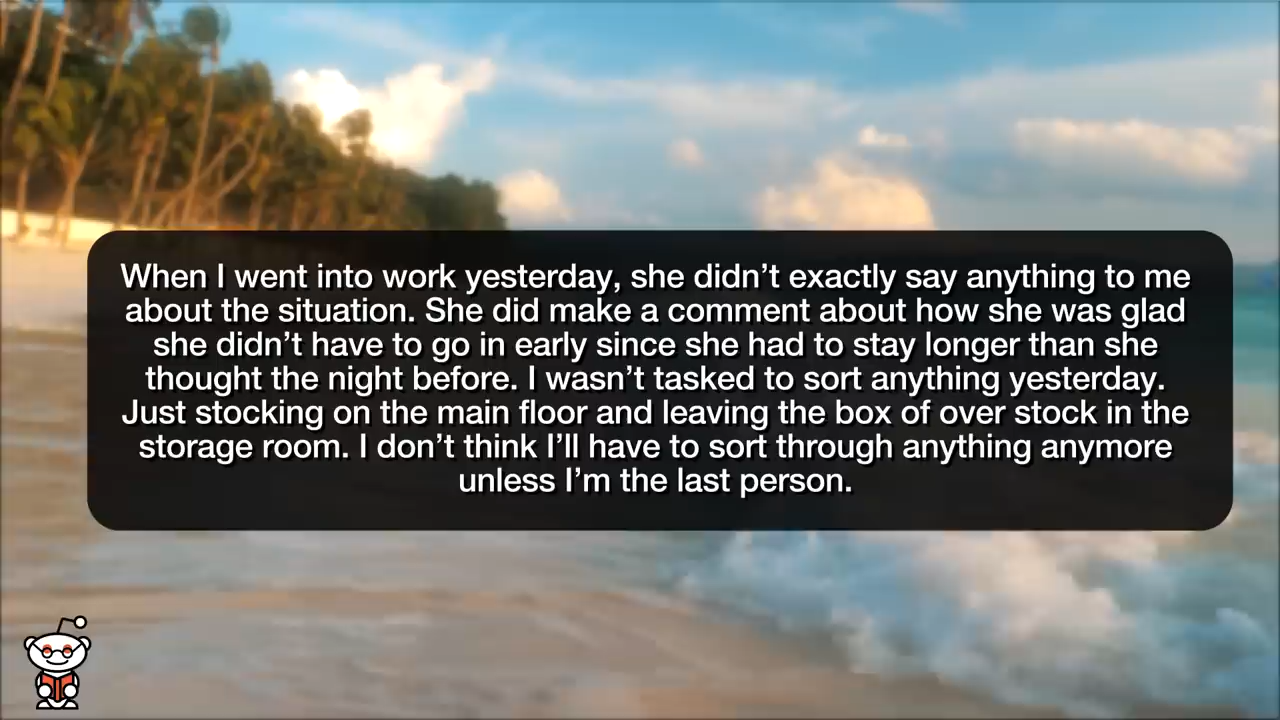 When I went into work yesterday, she didn’t exactly say anything to me
about the situation. She did make a comment about how she was glad
she didn’t have to go in early since she had to stay longer than she
thought the night before. I wasn’t tasked to sort anything yesterday.
Just stocking on the main floor and leaving the box of over stock in the
storage room. I don’t think I’ll have to sort through anything anymore
unless I’m the last person.